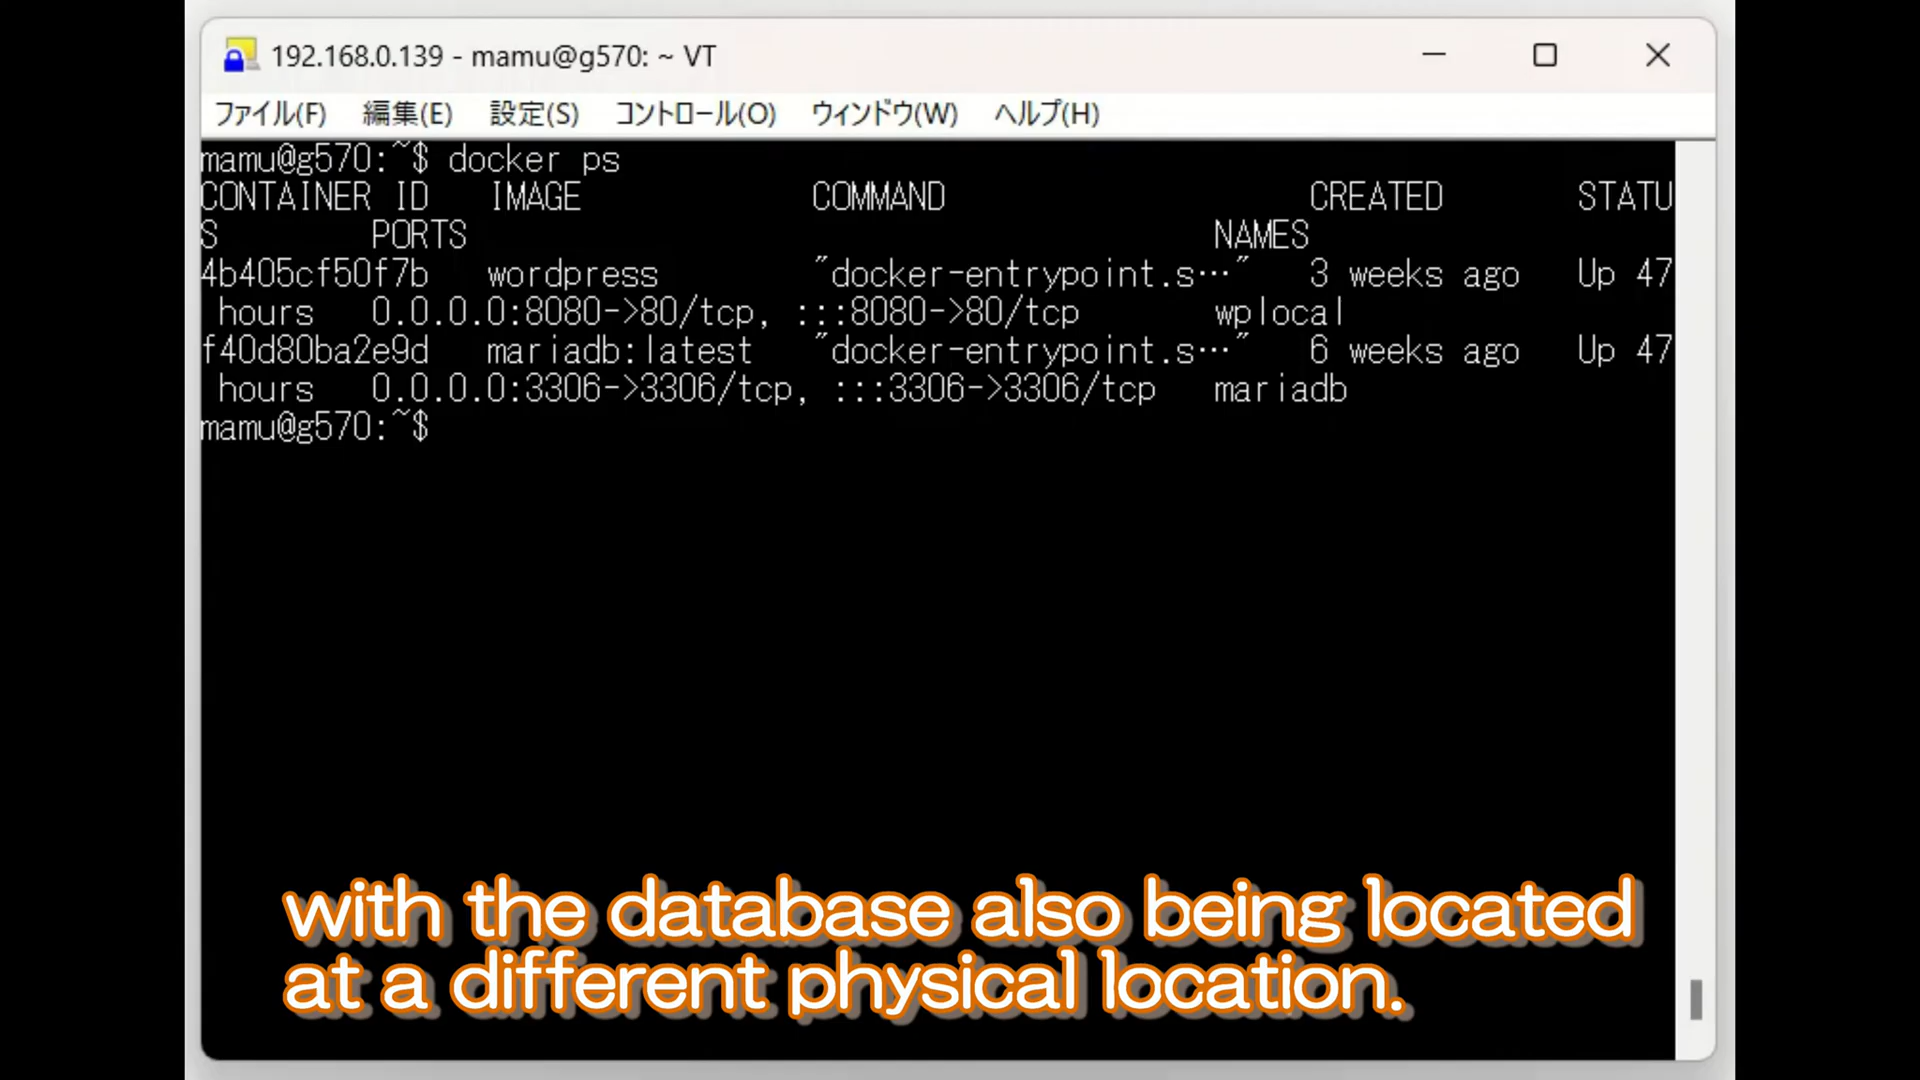 192.168.0.139 - mamu@g570: ~ VT
ファイル(F) 編集(E) 設定(S) コントロール(O) ウィンドウ(W) ヘルプ(H)
mamu@g570:~$ docker ps
CONTAINER ID   IMAGE            COMMAND                   CREATED       STATU
S        PORTS                                       NAMES
4b405cf50f7b   wordpress        "docker-entrypoint.s…"   3 weeks ago   Up 47
 hours   0.0.0.0:8080->80/tcp, :::8080->80/tcp       wplocal
f40d80ba2e9d   mariadb:latest   "docker-entrypoint.s…"   6 weeks ago   Up 47
 hours   0.0.0.0:3306->3306/tcp, :::3306->3306/tcp   mariadb
mamu@g570:~$
with the database also being located
at a different physical location.